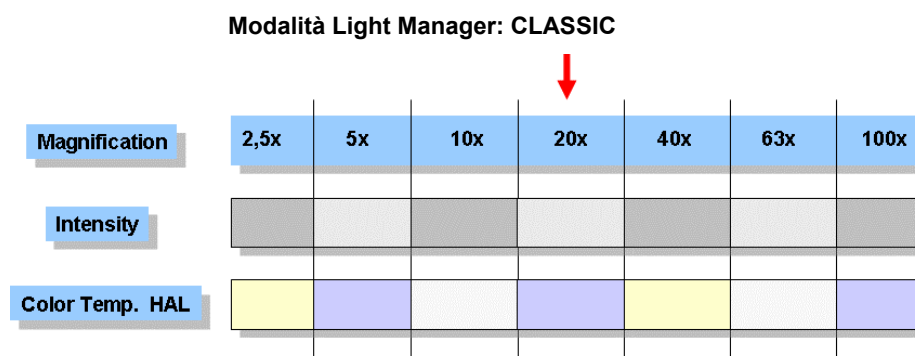 Modalità Light Manager: CLASSIC
Magnification 2,5x 5x 10x 20x 40x 63x 100x
Intensity
Color Temp. HAL